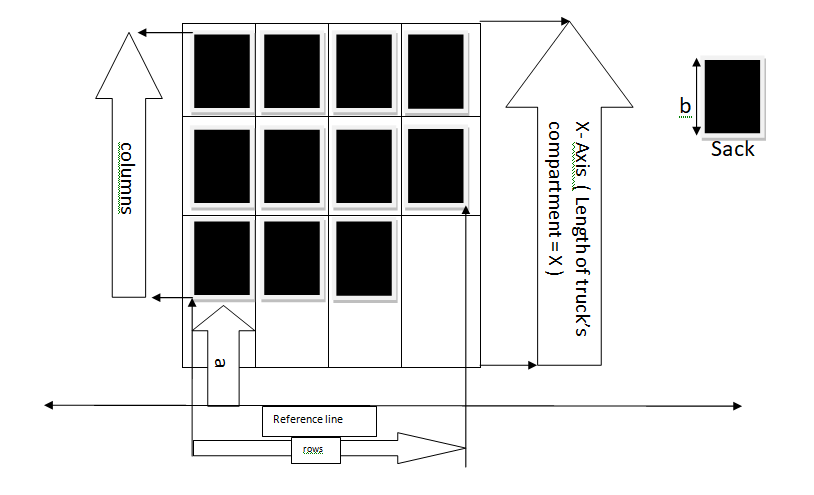 columns
X- Axis ( Length of truck's
compartment = X )
b
Sack
a
Reference line
rows